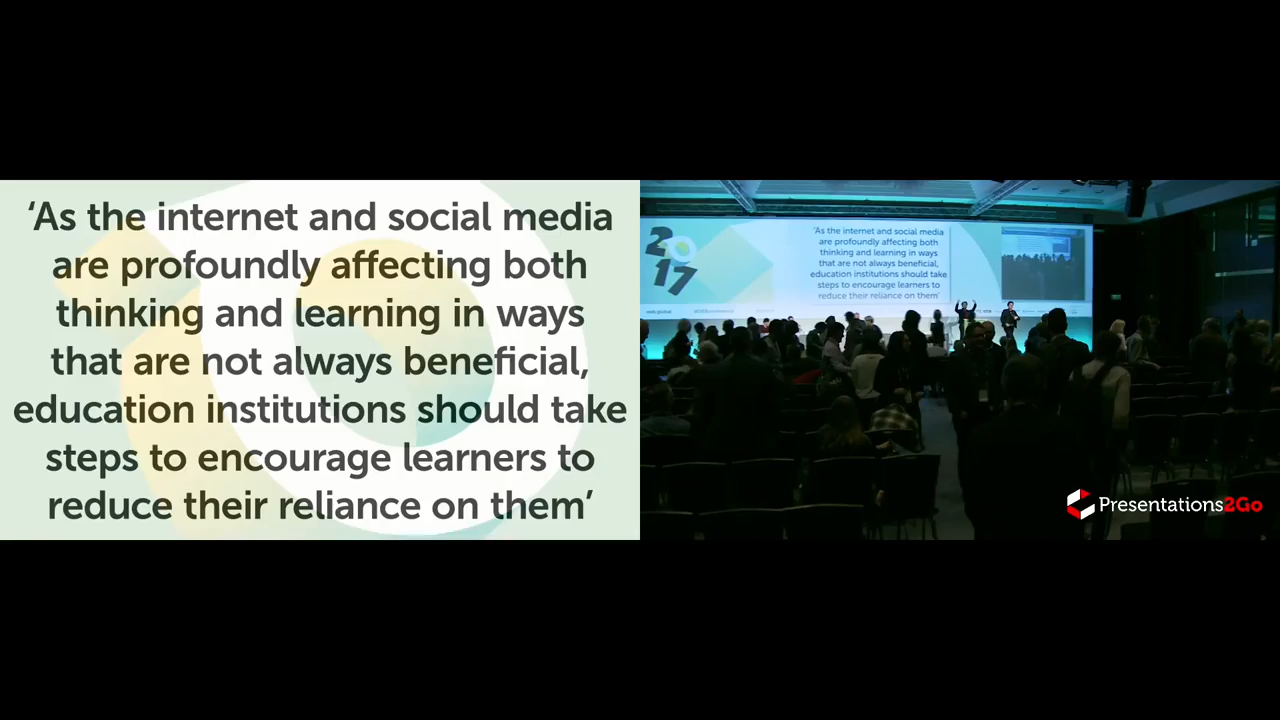 ‘As the internet and social media
are profoundly affecting both
thinking and learning in ways
that are not always beneficial,
education institutions should take
steps to encourage learners to
reduce their reliance on them’
2017
‘As the internet and social media
are profoundly affecting both
thinking and learning in ways
that are not always beneficial,
education institutions should take
steps to encourage learners to
reduce their reliance on them’
Presentations2Go